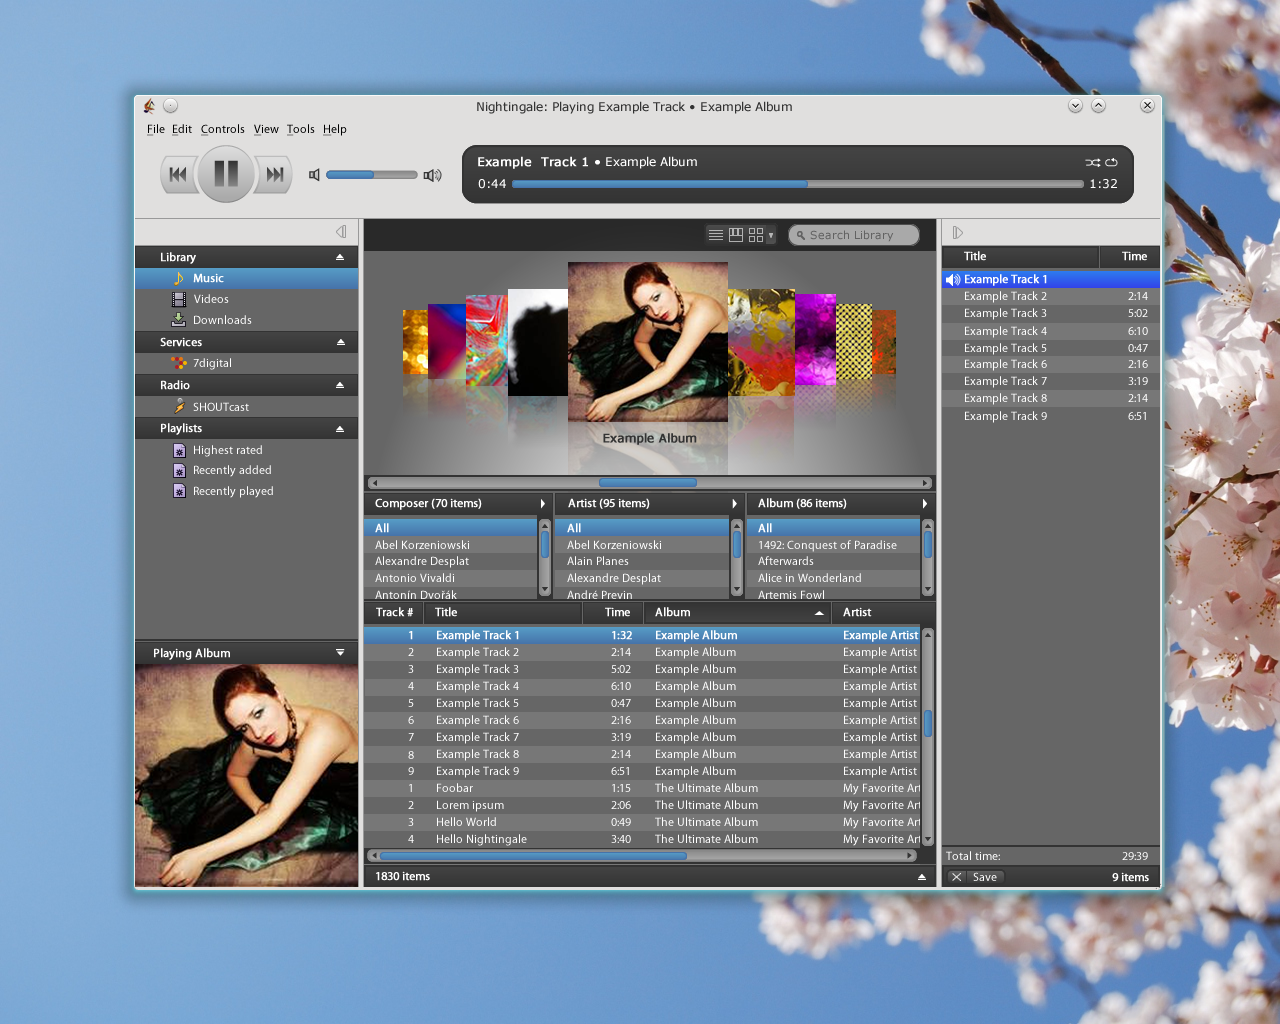 Nightingale: Playing Example Track • Example Album
File Edit Controls View Tools Help
Example Track 1 • Example Album
0:44 1:32
Search Library
Library
Music
Videos
Downloads
Services
7digital
Radio
SHOUTcast
Playlists
Highest rated
Recently added
Recently played
Playing Album
Example Album
Composer (70 items)
All
Abel Korzeniowski
Alexandre Desplat
Antonio Vivaldi
Antonín Dvořák
Artist (95 items)
All
Abel Korzeniowski
Alain Planes
Alexandre Desplat
André Previn
Album (86 items)
All
1492: Conquest of Paradise
Afterwards
Alice in Wonderland
Artemis Fowl
Track # Title Time Album Artist
1 Example Track 1 1:32 Example Album Example Artist
2 Example Track 2 2:14 Example Album Example Artist
3 Example Track 3 5:02 Example Album Example Artist
4 Example Track 4 6:10 Example Album Example Artist
5 Example Track 5 0:47 Example Album Example Artist
6 Example Track 6 2:16 Example Album Example Artist
7 Example Track 7 3:19 Example Album Example Artist
8 Example Track 8 2:14 Example Album Example Artist
9 Example Track 9 6:51 Example Album Example Artist
1 Foobar 1:15 The Ultimate Album My Favorite Art
2 Lorem ipsum 2:06 The Ultimate Album My Favorite Art
3 Hello World 0:49 The Ultimate Album My Favorite Art
4 Hello Nightingale 3:40 The Ultimate Album My Favorite Art
1830 items
Title Time
Example Track 1
Example Track 2 2:14
Example Track 3 5:02
Example Track 4 6:10
Example Track 5 0:47
Example Track 6 2:16
Example Track 7 3:19
Example Track 8 2:14
Example Track 9 6:51
Total time: 29:39
Save 9 items